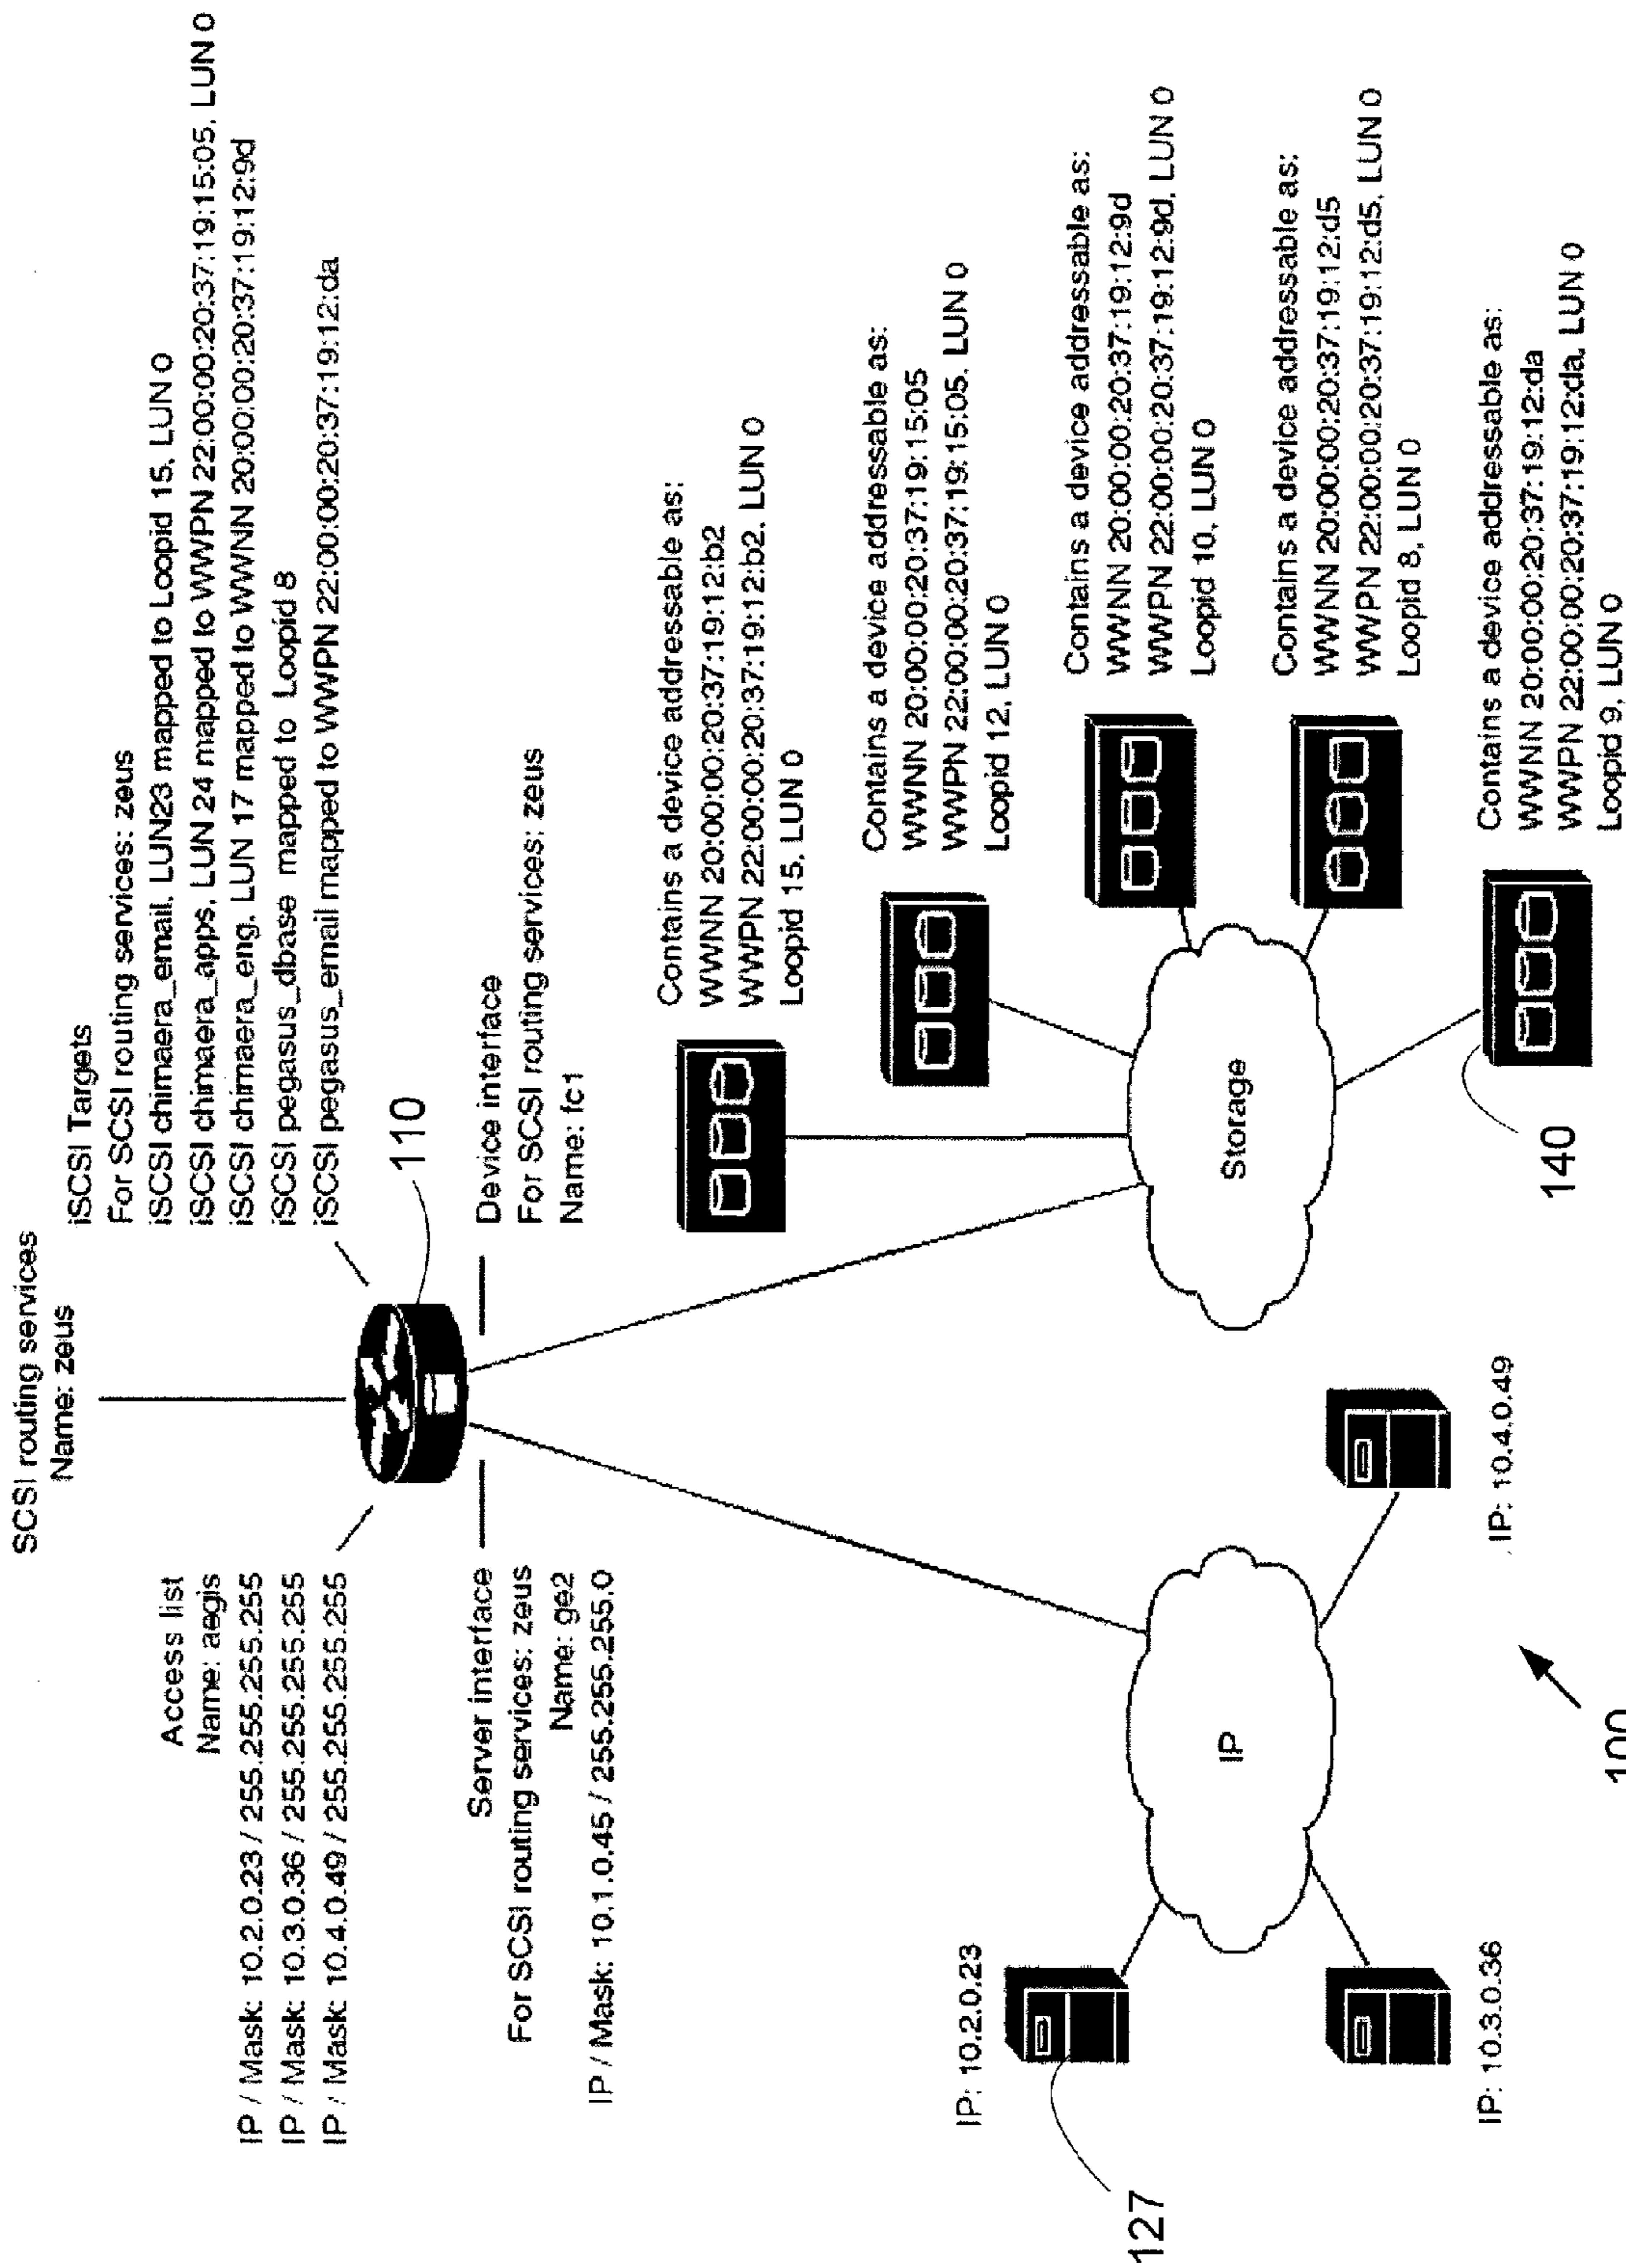 SCSI routing services
Name: zeus
iSCSI Targets
For SCSI routing services: zeus
iSCSI chimaera_email, LUN23 mapped to Loopid 15, LUN 0
iSCSI chimaera_apps, LUN 24 mapped to WWPN 22:00:00:20:37:19:15:05, LUN 0
iSCSI chimaera_eng, LUN 17 mapped to WWNN 20:00:00:20:37:19:12:9d
iSCSI pegasus_dbase mapped to Loopid 8
iSCSI pegasus_email mapped to WWPN 22:00:00:20:37:19:12:da
Access list
Name: aegis
IP / Mask: 10.2.0.23 / 255.255.255.255
IP / Mask: 10.3.0.36 / 255.255.255.255
IP / Mask: 10.4.0.49 / 255.255.255.255
110
Server interface
For SCSI routing services: zeus
Name: ge2
IP / Mask: 10.1.0.45 / 255.255.255.0
Device interface
For SCSI routing services: zeus
Name: fc1
Contains a device addressable as:
WWNN 20:00:00:20:37:19:12:b2
WWPN 22:00:00:20:37:19:12:b2, LUN 0
Loopid 15, LUN 0
Contains a device addressable as:
WWNN 20:00:00:20:37:19:15:05
WWPN 22:00:00:20:37:19:15:05, LUN 0
Loopid 12, LUN 0
Contains a device addressable as:
WWNN 20:00:00:20:37:19:12:9d
WWPN 22:00:00:20:37:19:12:9d, LUN 0
Loopid 10, LUN 0
Contains a device addressable as:
WWNN 20:00:00:20:37:19:12:d5
WWPN 22:00:00:20:37:19:12:d5, LUN 0
Loopid 8, LUN 0
Contains a device addressable as:
WWNN 20:00:00:20:37:19:12:da
WWPN 22:00:00:20:37:19:12:da, LUN 0
Loopid 9, LUN 0
Storage
140
IP: 10.2.0.23
127
IP
IP: 10.3.0.36
IP: 10.4.0.49
100